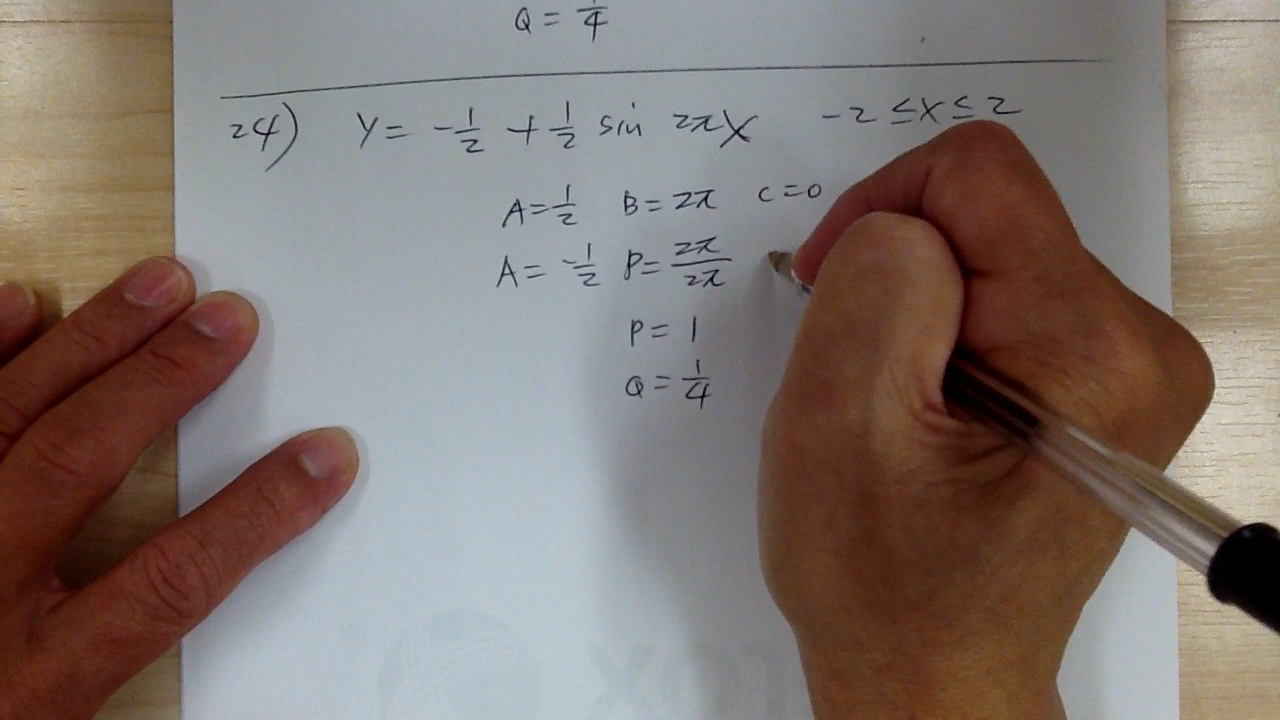 Q = 1/4
24) y = -1/2 + 1/2 sin 2πx -2 ≤ x ≤ 2
A = 1/2 B = 2π C = 0
A = -1/2 P = 2π/2π
P = 1
Q = 1/4